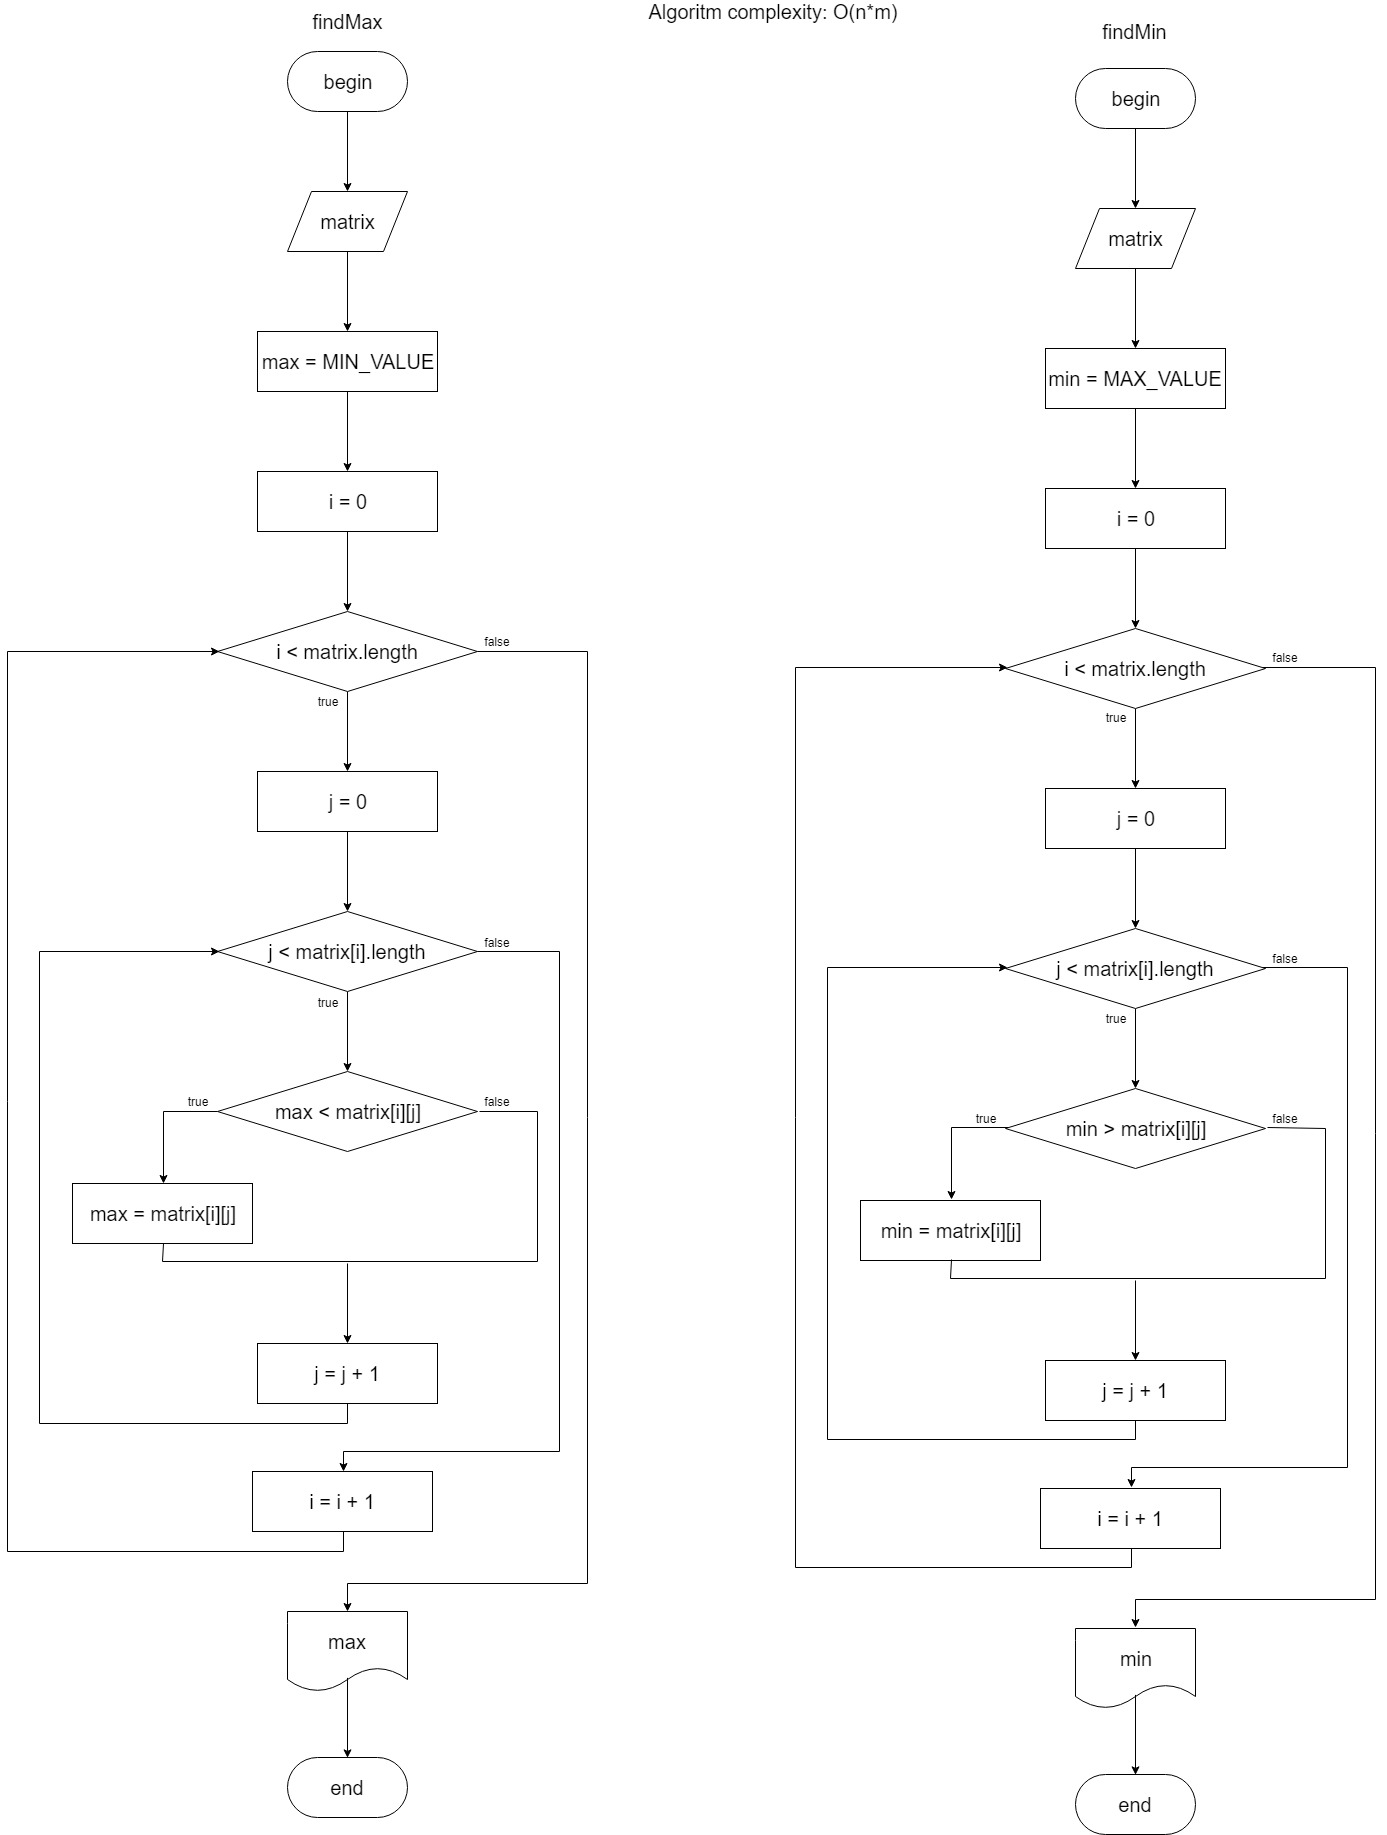 Algoritm complexity: O(n*m)
findMax
begin
matrix
max = MIN_VALUE
i = 0
i < matrix.length
false
true
j = 0
j < matrix[i].length
false
true
max < matrix[i][j]
true
false
max = matrix[i][j]
j = j + 1
i = i + 1
max
end
findMin
begin
matrix
min = MAX_VALUE
i = 0
i < matrix.length
false
true
j = 0
j < matrix[i].length
false
true
min > matrix[i][j]
true
false
min = matrix[i][j]
j = j + 1
i = i + 1
min
end